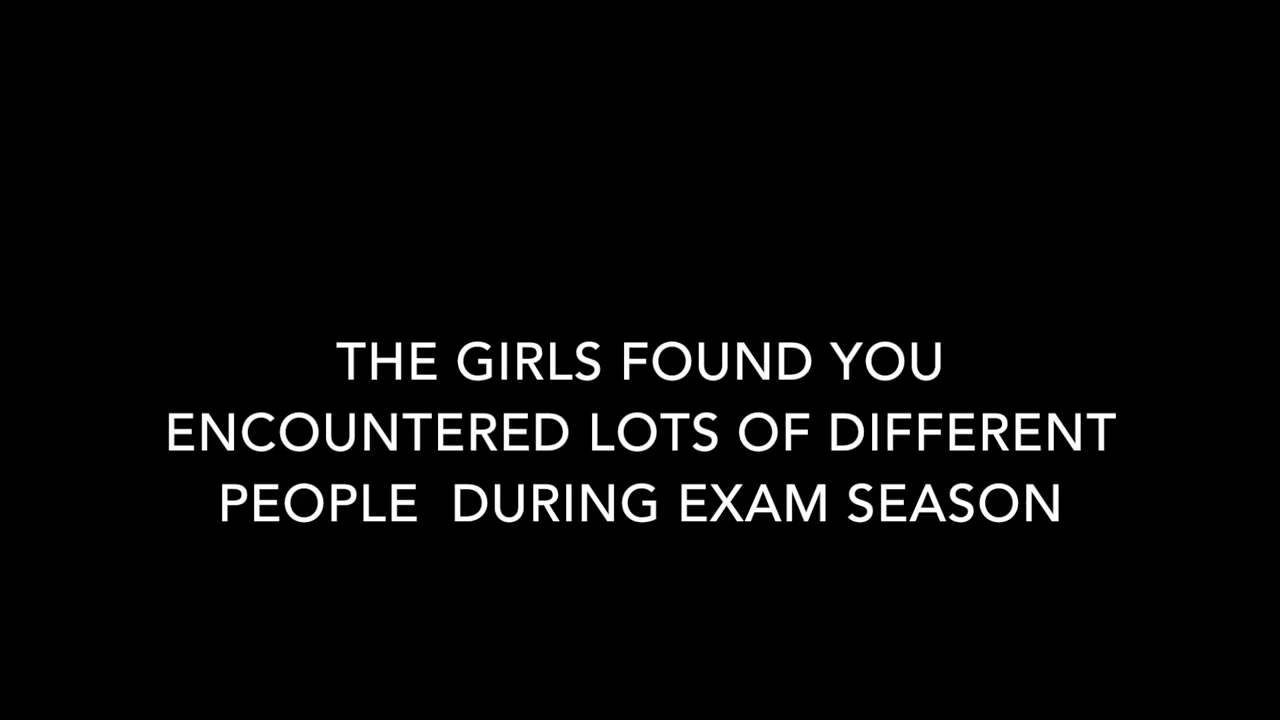 THE GIRLS FOUND YOU
ENCOUNTERED LOTS OF DIFFERENT
PEOPLE  DURING EXAM SEASON